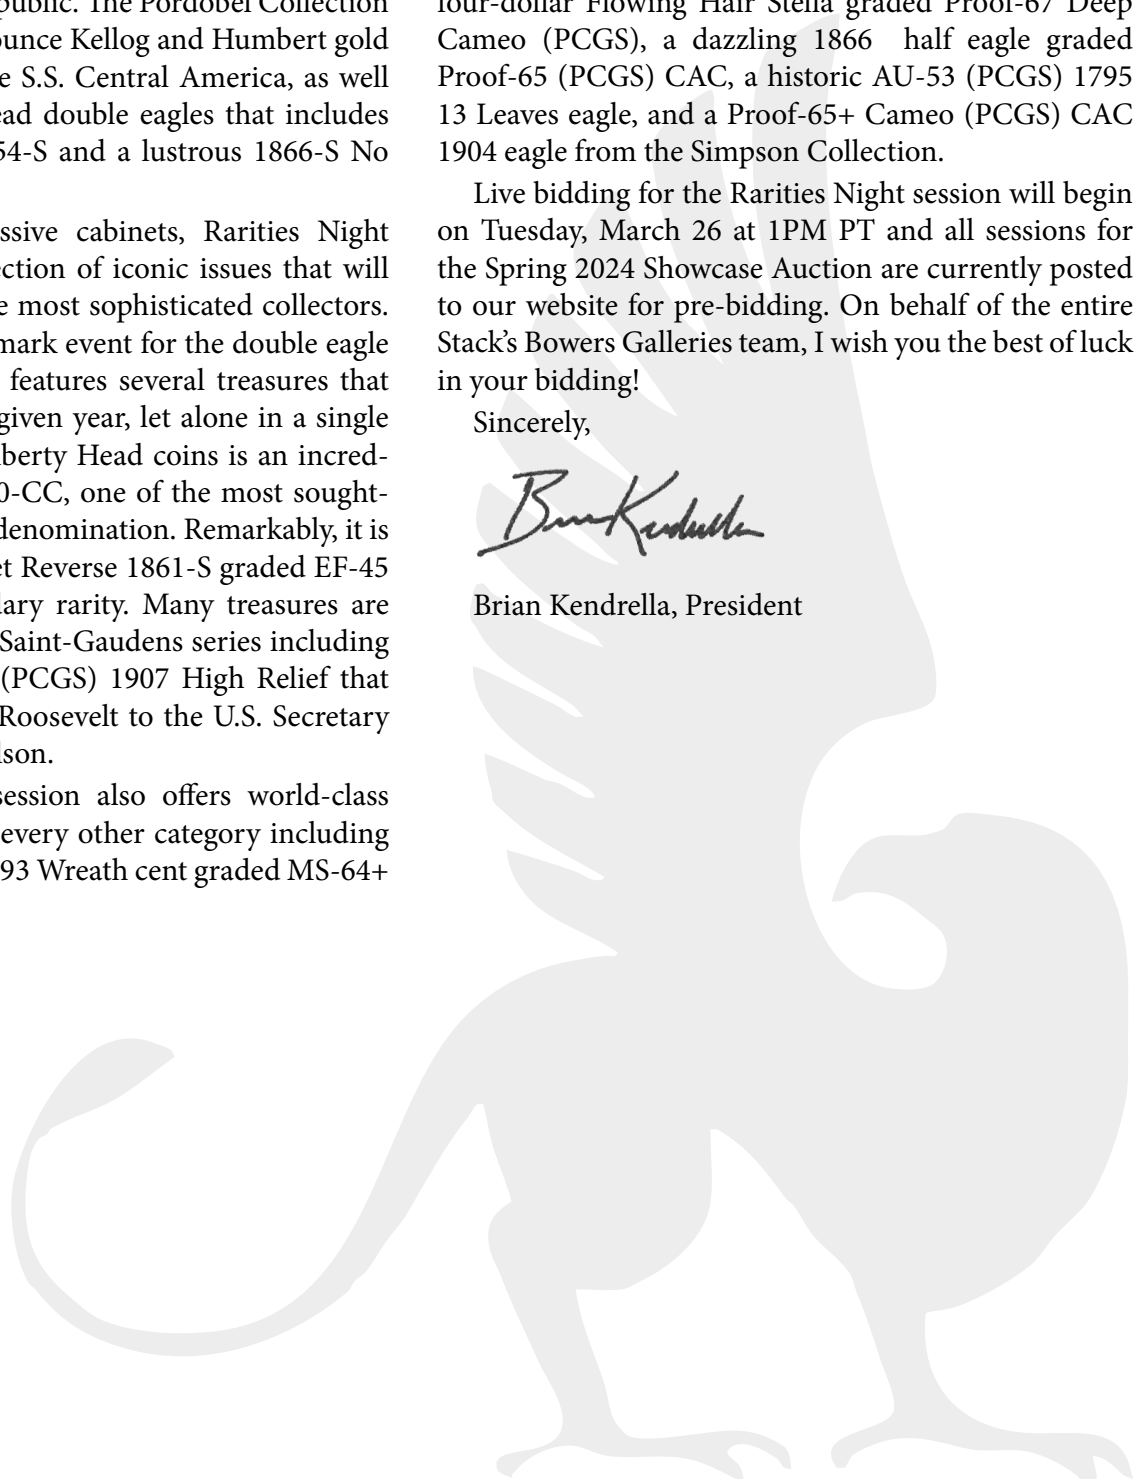 public. The Pordobel Collection
ounce Kellog and Humbert gold
e S.S. Central America, as well
ead double eagles that includes
54-S and a lustrous 1866-S No
ssive cabinets, Rarities Night
ection of iconic issues that will
e most sophisticated collectors.
mark event for the double eagle
features several treasures that
given year, let alone in a single
berty Head coins is an incred-
0-CC, one of the most sought-
denomination. Remarkably, it is
et Reverse 1861-S graded EF-45
dary rarity. Many treasures are
Saint-Gaudens series including
(PCGS) 1907 High Relief that
Roosevelt to the U.S. Secretary
lson.
session also offers world-class
every other category including
93 Wreath cent graded MS-64+
four-dollar Flowing Hair Stella graded Proof-67 Deep
Cameo (PCGS), a dazzling 1866 half eagle graded
Proof-65 (PCGS) CAC, a historic AU-53 (PCGS) 1795
13 Leaves eagle, and a Proof-65+ Cameo (PCGS) CAC
1904 eagle from the Simpson Collection.
Live bidding for the Rarities Night session will begin
on Tuesday, March 26 at 1PM PT and all sessions for
the Spring 2024 Showcase Auction are currently posted
to our website for pre-bidding. On behalf of the entire
Stack's Bowers Galleries team, I wish you the best of luck
in your bidding!
Sincerely,
Brian Kendrella
Brian Kendrella, President